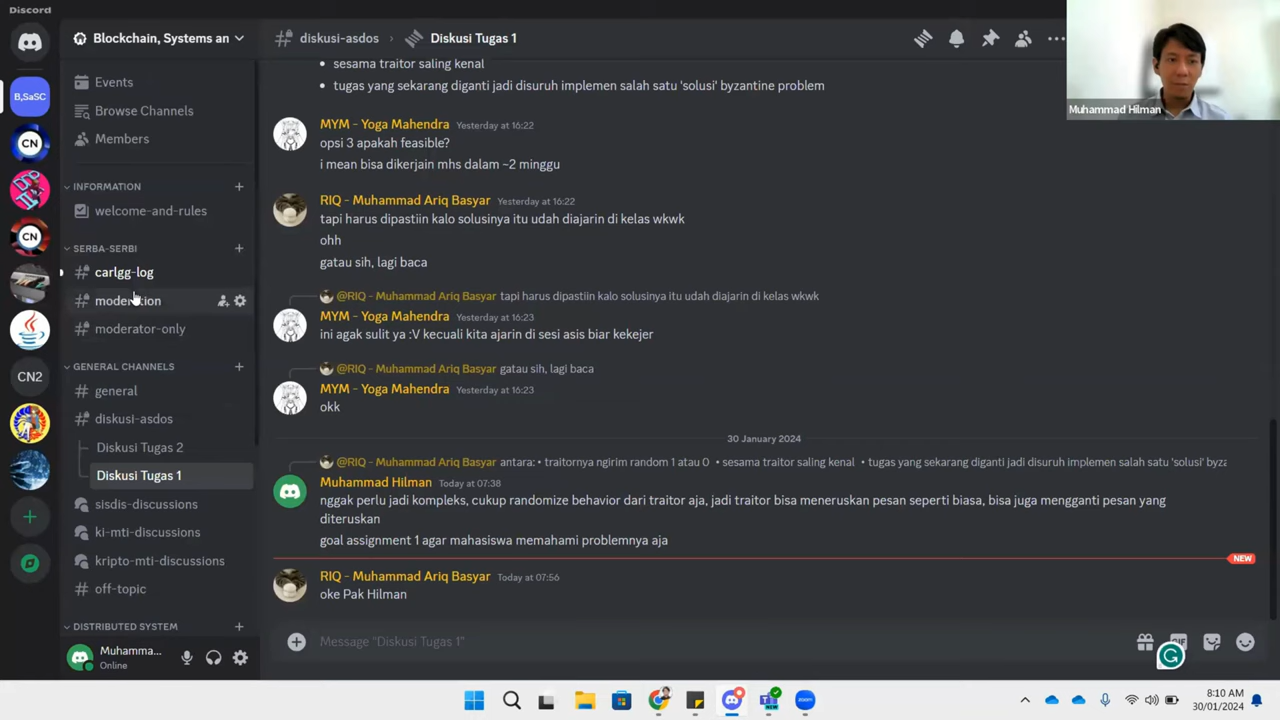 Discord
Blockchain, Systems an
Events
Browse Channels
Members
INFORMATION
welcome-and-rules
SERBA-SERBI
carlgg-log
moderation
moderator-only
GENERAL CHANNELS
general
diskusi-asdos
Diskusi Tugas 2
Diskusi Tugas 1
sisdis-discussions
ki-mti-discussions
kripto-mti-discussions
off-topic
DISTRIBUTED SYSTEM
B,SaSC
CN
CN
CN2
Muhamma...
Online
diskusi-asdos
Diskusi Tugas 1
sesama traitor saling kenal
tugas yang sekarang diganti jadi disuruh implemen salah satu 'solusi' byzantine problem
MYM - Yoga Mahendra Yesterday at 16:22
opsi 3 apakah feasible?
i mean bisa dikerjain mhs dalam ~2 minggu
RIQ - Muhammad Ariq Basyar Yesterday at 16:22
tapi harus dipastiin kalo solusinya itu udah diajarin di kelas wkwk
ohh
gatau sih, lagi baca
@RIQ - Muhammad Ariq Basyar tapi harus dipastiin kalo solusinya itu udah diajarin di kelas wkwk
MYM - Yoga Mahendra Yesterday at 16:23
ini agak sulit ya :V kecuali kita ajarin di sesi asis biar kekejer
@RIQ - Muhammad Ariq Basyar gatau sih, lagi baca
MYM - Yoga Mahendra Yesterday at 16:23
okk
30 January 2024
@RIQ - Muhammad Ariq Basyar antara: • traitornya ngirim random 1 atau 0 • sesama traitor saling kenal • tugas yang sekarang diganti jadi disuruh implemen salah satu 'solusi' byza
Muhammad Hilman Today at 07:38
nggak perlu jadi kompleks, cukup randomize behavior dari traitor aja, jadi traitor bisa meneruskan pesan seperti biasa, bisa juga mengganti pesan yang
diteruskan
goal assignment 1 agar mahasiswa memahami problemnya aja
NEW
RIQ - Muhammad Ariq Basyar Today at 07:56
oke Pak Hilman
Message "Diskusi Tugas 1"
Muhammad Hilman
8:10 AM
30/01/2024